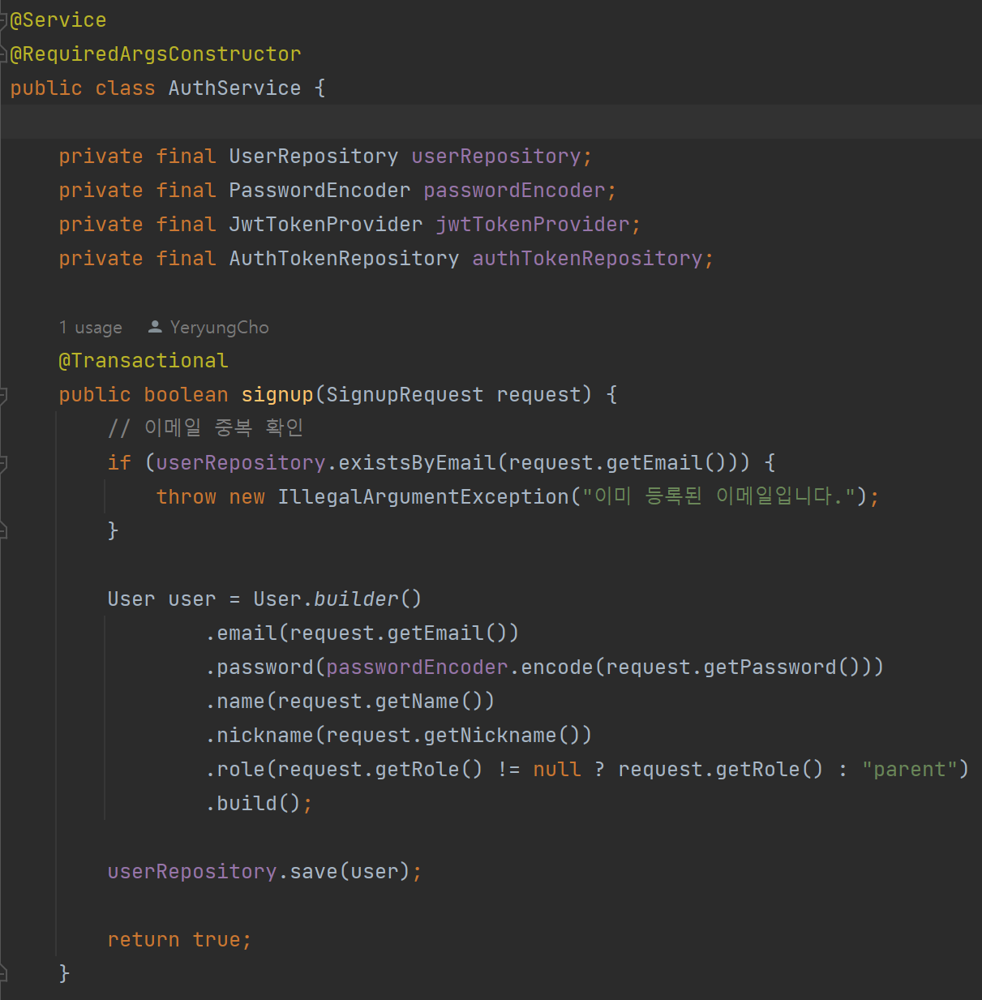 @Service
@RequiredArgsConstructor
public class AuthService {
private final UserRepository userRepository;
private final PasswordEncoder passwordEncoder;
private final JwtTokenProvider jwtTokenProvider;
private final AuthTokenRepository authTokenRepository;
1 usage YeryungCho
@Transactional
public boolean signup(SignupRequest request) {
// 이메일 중복 확인
if (userRepository.existsByEmail(request.getEmail())) {
throw new IllegalArgumentException("이미 등록된 이메일입니다.");
}
User user = User.builder()
.email(request.getEmail())
.password(passwordEncoder.encode(request.getPassword()))
.name(request.getName())
.nickname(request.getNickname())
.role(request.getRole() != null ? request.getRole() : "parent")
.build();
userRepository.save(user);
return true;
}